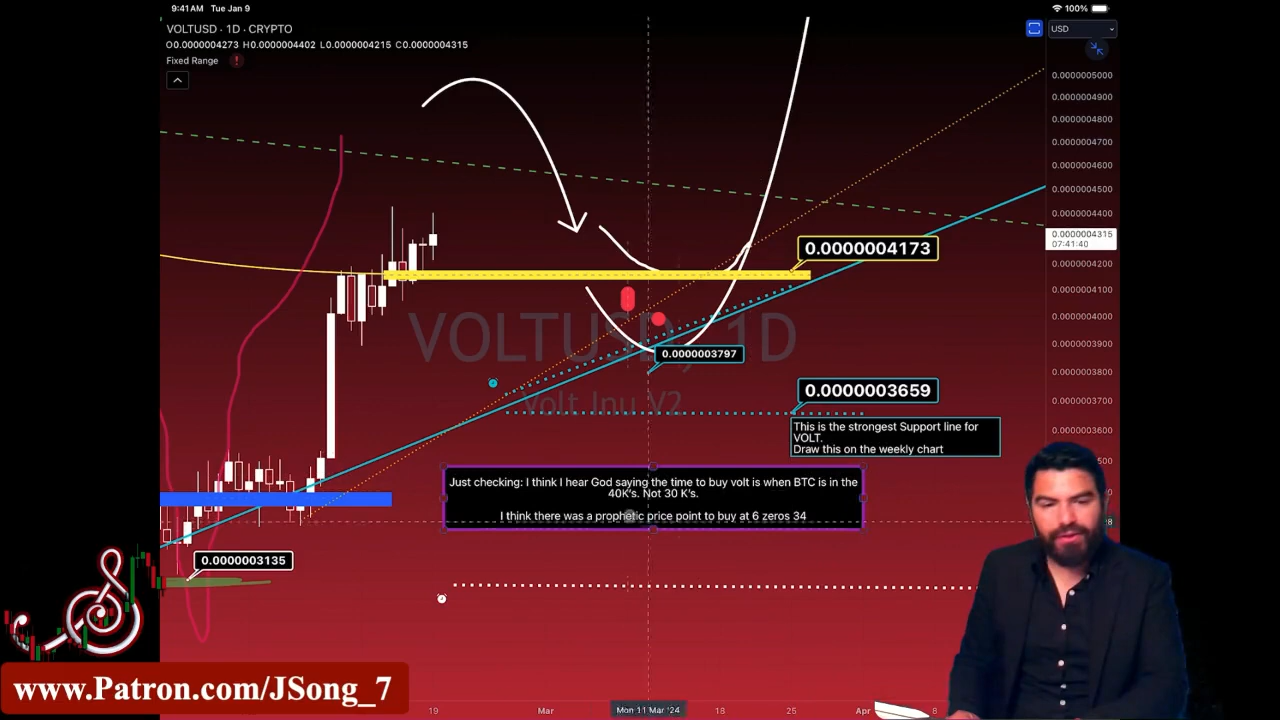 9:41AM Tue Jan 9
100%
VOLTUSD · 1D · CRYPTO
USD
O0.0000004273 H0.0000004402 L0.0000004215 C0.0000004315
Fixed Range
0.0000005000
0.0000004900
0.0000004800
0.0000004700
0.0000004600
0.0000004500
0.0000004400
0.0000004315
07:41:40
0.0000004173
0.0000004200
0.0000004100
0.0000004000
VOLTUSD, 1D
0.0000003900
0.0000003797
0.0000003800
0.0000003659
Volt Inu V2
0.0000003700
This is the strongest Support line for
VOLT.
Draw this on the weekly chart
0.0000003600
Just checking: I think I hear God saying the time to buy volt is when BTC is in the
40K's. Not 30 K's.
I think there was a prophetic price point to buy at 6 zeros 34
0.0000003135
www.Patron.com/JSong_7
19
Mar
Mon 11 Mar '24
18
25
Apr
8